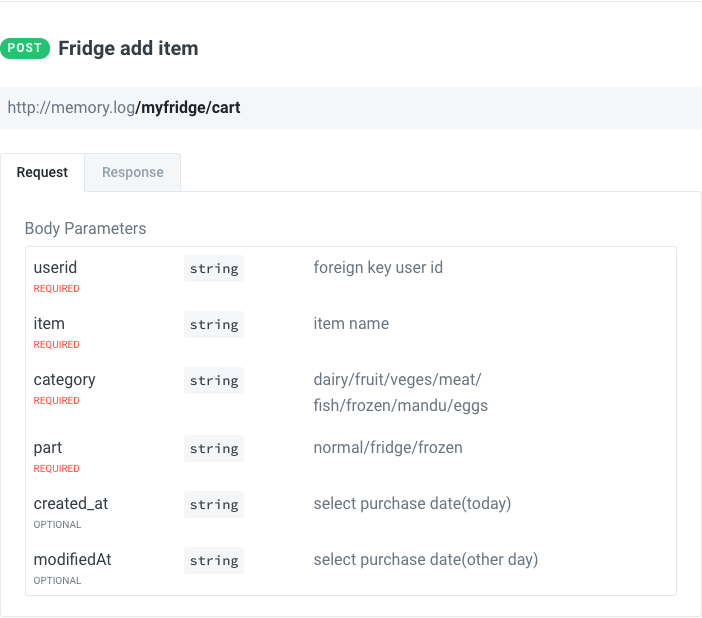 POST Fridge add item
http://memory.log/myfridge/cart
Request Response
Body Parameters
userid string foreign key user id
REQUIRED
item string item name
REQUIRED
category string dairy/fruit/veges/meat/
REQUIRED fish/frozen/mandu/eggs
part string normal/fridge/frozen
REQUIRED
created_at string select purchase date(today)
OPTIONAL
modifiedAt string select purchase date(other day)
OPTIONAL